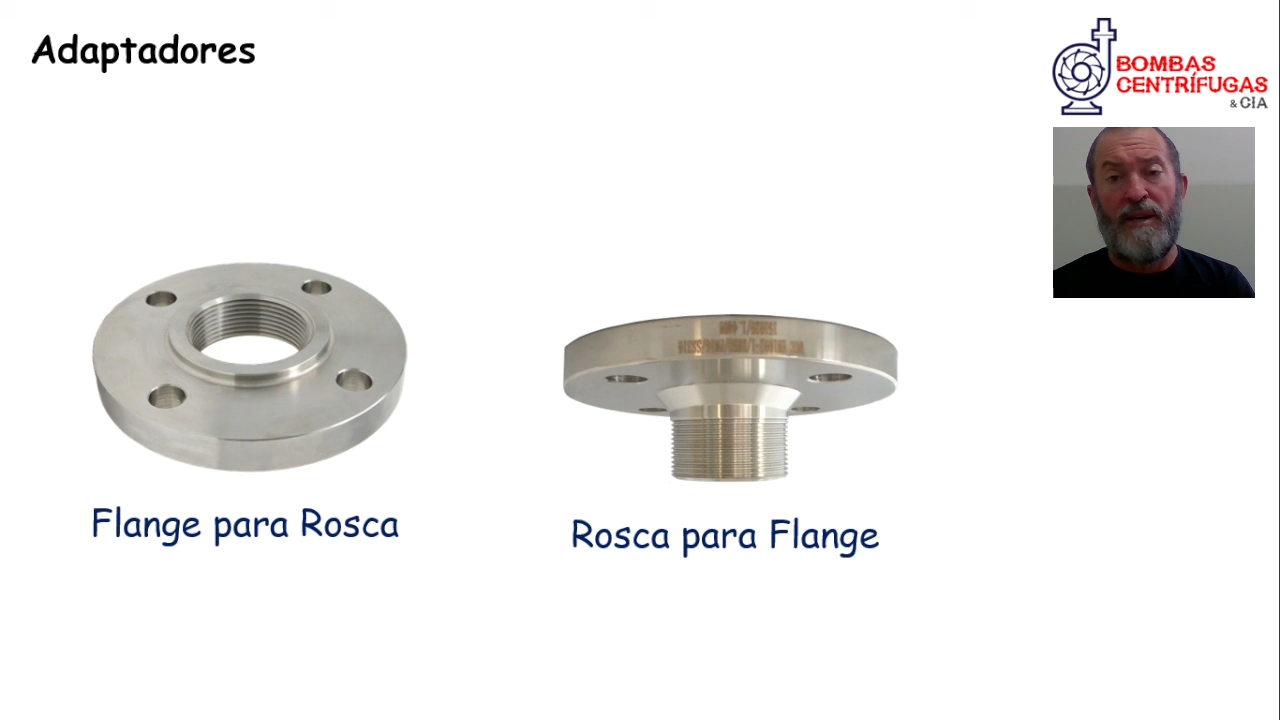 Adaptadores
BOMBAS
CENTRÍFUGAS
& CIA
Flange para Rosca
Rosca para Flange